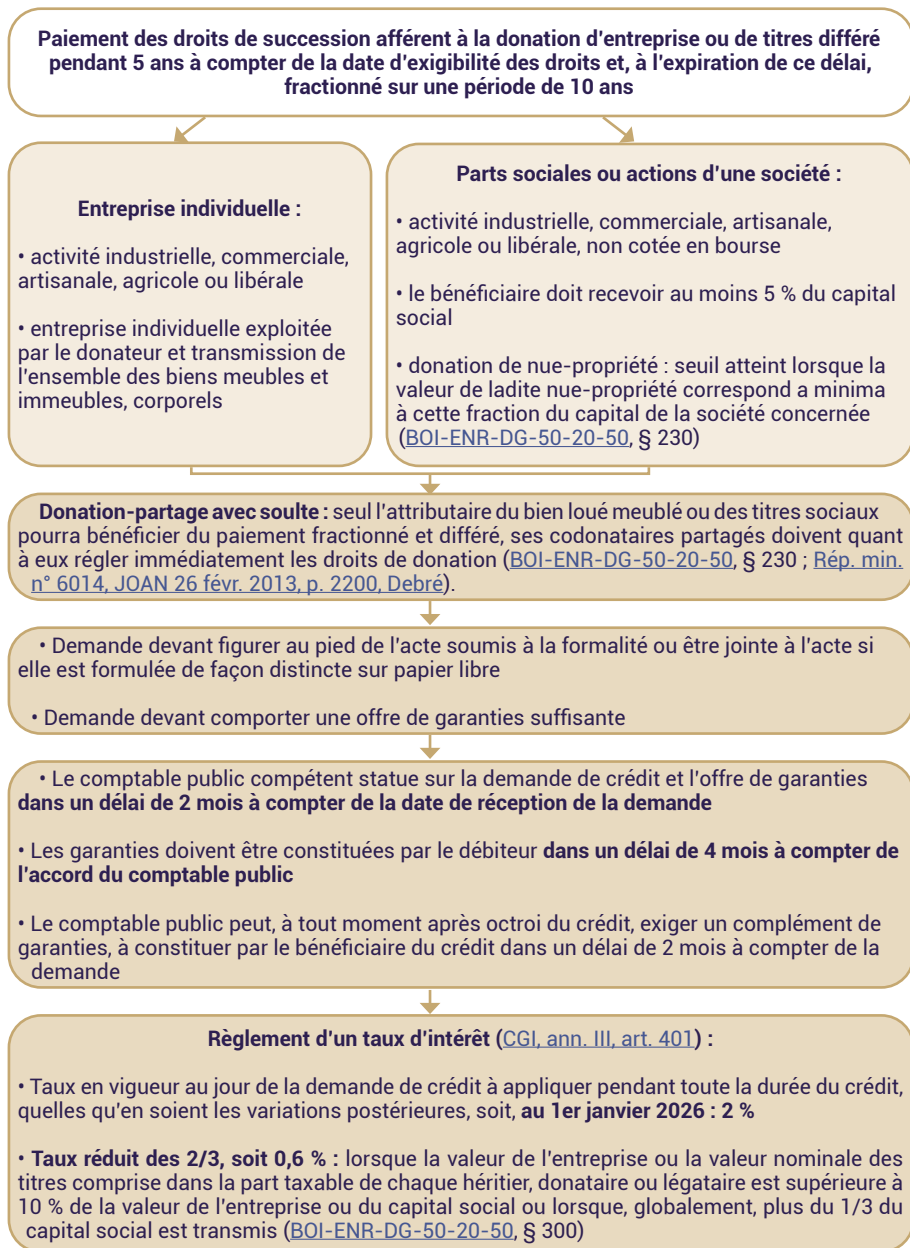 Paiement des droits de succession afférent à la donation d'entreprise ou de titres différé
pendant 5 ans à compter de la date d'exigibilité des droits et, à l'expiration de ce délai,
fractionné sur une période de 10 ans
Entreprise individuelle :
• activité industrielle, commerciale,
artisanale, agricole ou libérale
• entreprise individuelle exploitée
par le donateur et transmission de
l'ensemble des biens meubles et
immeubles, corporels
Parts sociales ou actions d'une société :
• activité industrielle, commerciale, artisanale,
agricole ou libérale, non cotée en bourse
• le bénéficiaire doit recevoir au moins 5 % du capital
social
• donation de nue-propriété : seuil atteint lorsque la
valeur de ladite nue-propriété correspond a minima
à cette fraction du capital de la société concernée
(BOI-ENR-DG-50-20-50, § 230)
Donation-partage avec soulte : seul l'attributaire du bien loué meublé ou des titres sociaux
pourra bénéficier du paiement fractionné et différé, ses codonataires partagés doivent quant
à eux régler immédiatement les droits de donation (BOI-ENR-DG-50-20-50, § 230 ; Rép. min.
n° 6014, JOAN 26 févr. 2013, p. 2200, Debré).
• Demande devant figurer au pied de l'acte soumis à la formalité ou être jointe à l'acte si
elle est formulée de façon distincte sur papier libre
• Demande devant comporter une offre de garanties suffisante
• Le comptable public compétent statue sur la demande de crédit et l'offre de garanties
dans un délai de 2 mois à compter de la date de réception de la demande
• Les garanties doivent être constituées par le débiteur dans un délai de 4 mois à compter de
l'accord du comptable public
• Le comptable public peut, à tout moment après octroi du crédit, exiger un complément de
garanties, à constituer par le bénéficiaire du crédit dans un délai de 2 mois à compter de la
demande
Règlement d'un taux d'intérêt (CGI, ann. III, art. 401) :
• Taux en vigueur au jour de la demande de crédit à appliquer pendant toute la durée du crédit,
quelles qu'en soient les variations postérieures, soit, au 1er janvier 2026 : 2 %
• Taux réduit des 2/3, soit 0,6 % : lorsque la valeur de l'entreprise ou la valeur nominale des
titres comprise dans la part taxable de chaque héritier, donataire ou légataire est supérieure à
10 % de la valeur de l'entreprise ou du capital social ou lorsque, globalement, plus du 1/3 du
capital social est transmis (BOI-ENR-DG-50-20-50, § 300)